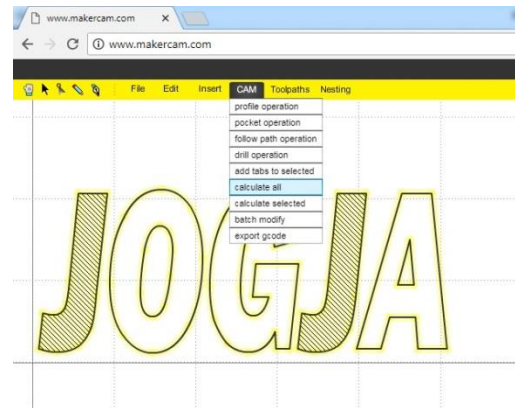 www.makercam.com
www.makercam.com
File Edit Insert CAM Toolpaths Nesting
profile operation
pocket operation
follow path operation
drill operation
add tabs to selected
calculate all
calculate selected
batch modify
export gcode
JOGJA